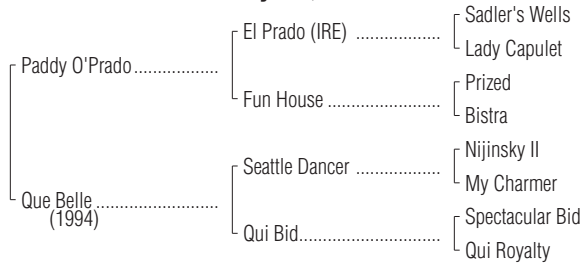 Sadler's Wells
El Prado (IRE) ..................
Lady Capulet
Paddy O'Prado..................
Prized
Fun House ........................
Bistra
Nijinsky II
Seattle Dancer ..................
My Charmer
Que Belle ..........................
(1994)
Spectacular Bid
Qui Bid..............................
Qui Royalty